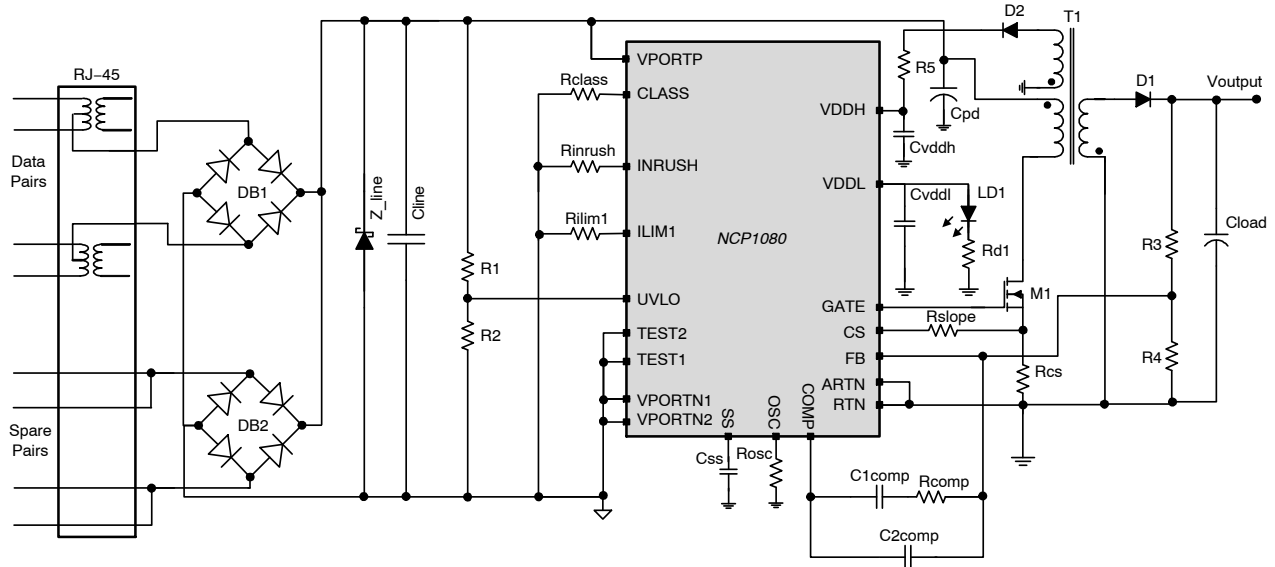 D2
T1
RJ-45
Rclass
VPORTP
CLASS
R5
D1
Voutput
VDDH
Cpd
Cvddh
Data
Pairs
DB1
Z_line
Cline
Rinrush
INRUSH
VDDL
Cvddl
LD1
Rilim1
ILIM1
NCP1080
Rd1
R3
Cload
R1
UVLO
GATE
M1
R2
TEST2
TEST1
CS
Rslope
FB
R4
Rcs
VPORTN1
VPORTN2
ARTN
RTN
SS
OSC
COMP
Spare
Pairs
DB2
Css
Rosc
C1comp
Rcomp
C2comp